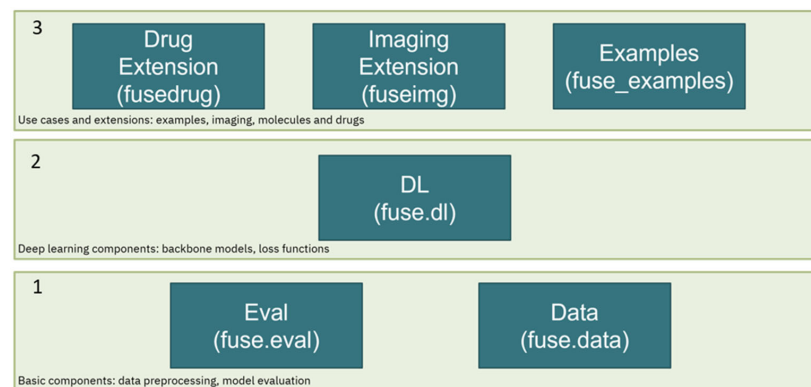 3
Drug
Extension
(fusedrug)
Imaging
Extension
(fuseimg)
Examples
(fuse_examples)
Use cases and extensions: examples, imaging, molecules and drugs
2
DL
(fuse.dl)
Deep learning components: backbone models, loss functions
1
Eval
(fuse.eval)
Data
(fuse.data)
Basic components: data preprocessing, model evaluation